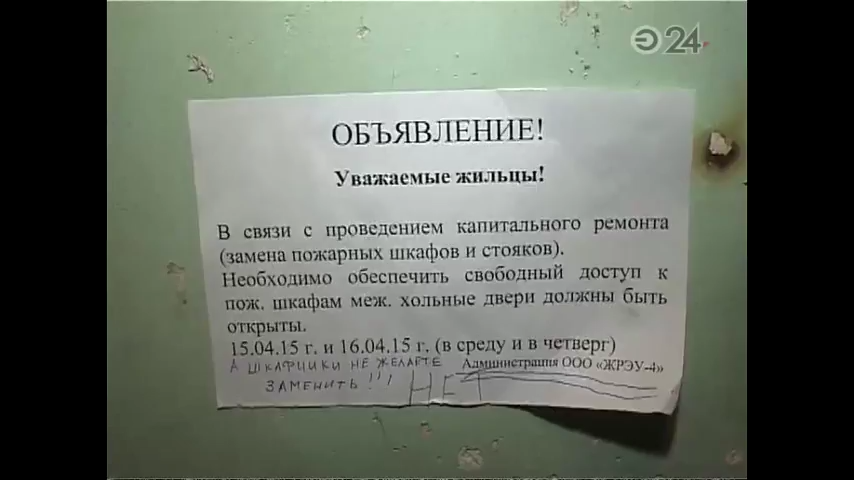 Э24
ОБЪЯВЛЕНИЕ!
Уважаемые жильцы!
В связи с проведением капитального ремонта
(замена пожарных шкафов и стояков).
Необходимо обеспечить свободный доступ к
пож. шкафам меж. хольные двери должны быть
открыты.
15.04.15 г. и 16.04.15 г. (в среду и в четверг)
Администрация ООО «ЖРЭУ-4»
А ШКАФЧИКИ НЕ ЖЕЛАЕТЕ
ЗАМЕНИТЬ!!!
НЕТ